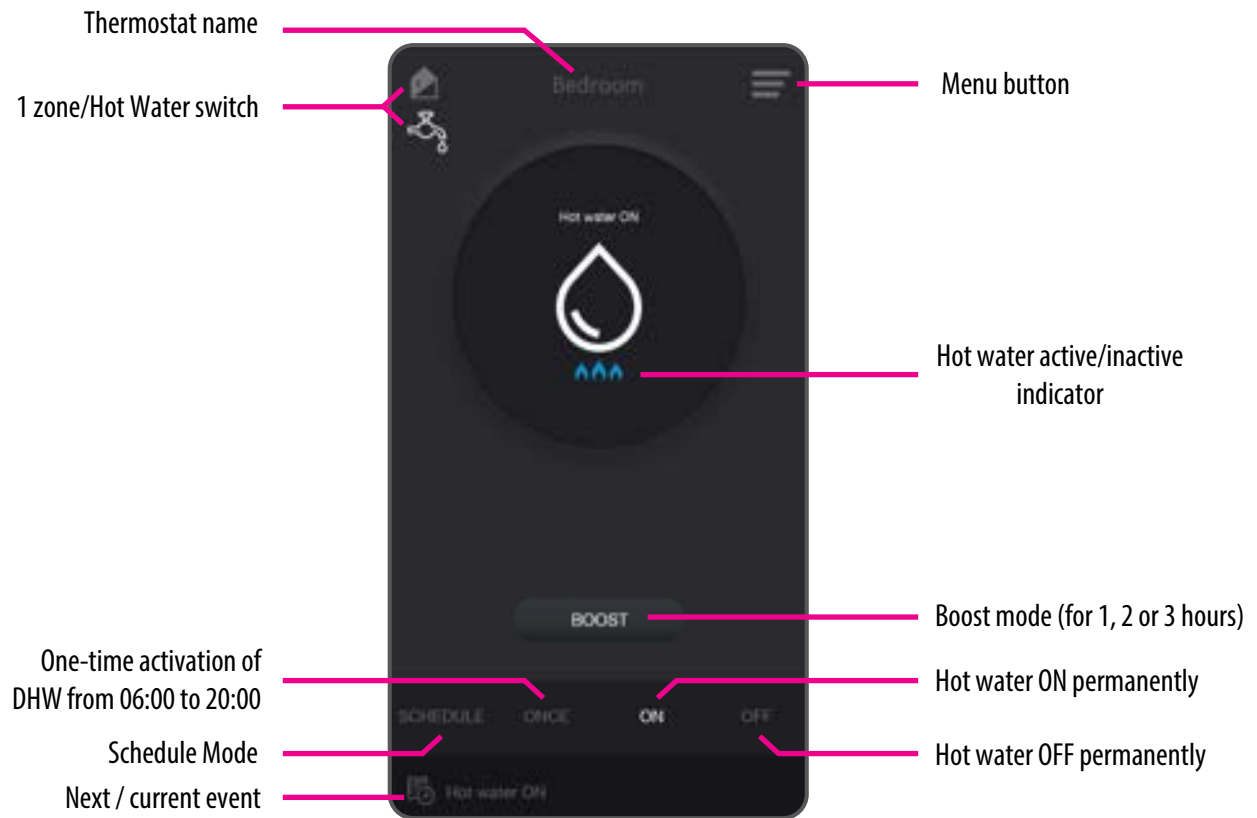 Thermostat name
Bedroom
Menu button
1 zone/Hot Water switch
Hot water ON
Hot water active/inactive
indicator
BOOST
Boost mode (for 1, 2 or 3 hours)
One-time activation of
DHW from 06:00 to 20:00
Hot water ON permanently
SCHEDULE ONCE ON OFF
Schedule Mode
Hot water OFF permanently
Next / current event
Hot water ON